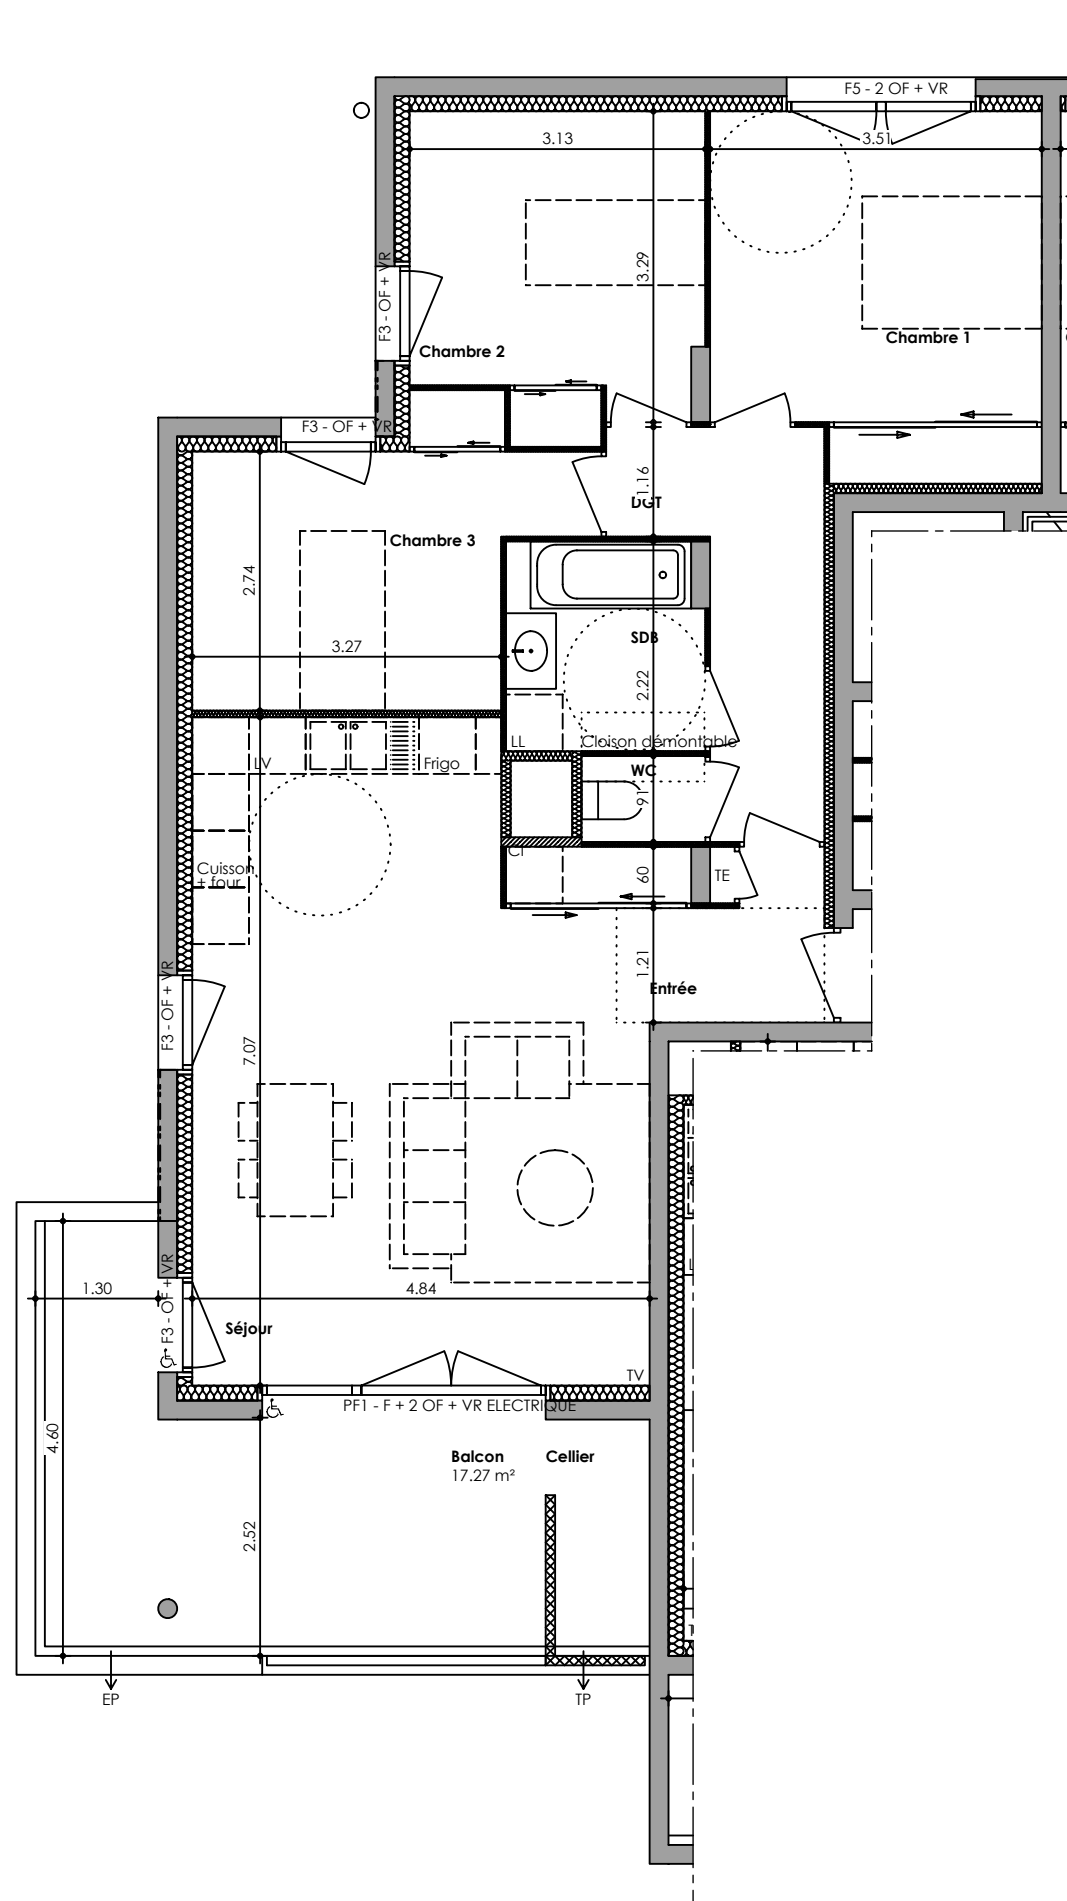 F5 - 2 OF + VR
3.13
3.51
3.29
F3 - OF + VR
Chambre 2
Chambre 1
F3 - OF + VR
1.16
DGT
Chambre 3
2.74
3.27
SDB
2.22
LL
Cloison démontable
WC
91
LV
Frigo
CI
Cuisson
+ four
60
TE
1.21
Entrée
F3 - OF + VR
7.07
1.30
4.84
F3 - OF + VR
Séjour
TV
PF1 - F + 2 OF + VR ELECTRIQUE
Balcon
17.27 m²
Cellier
4.60
2.52
EP
TP